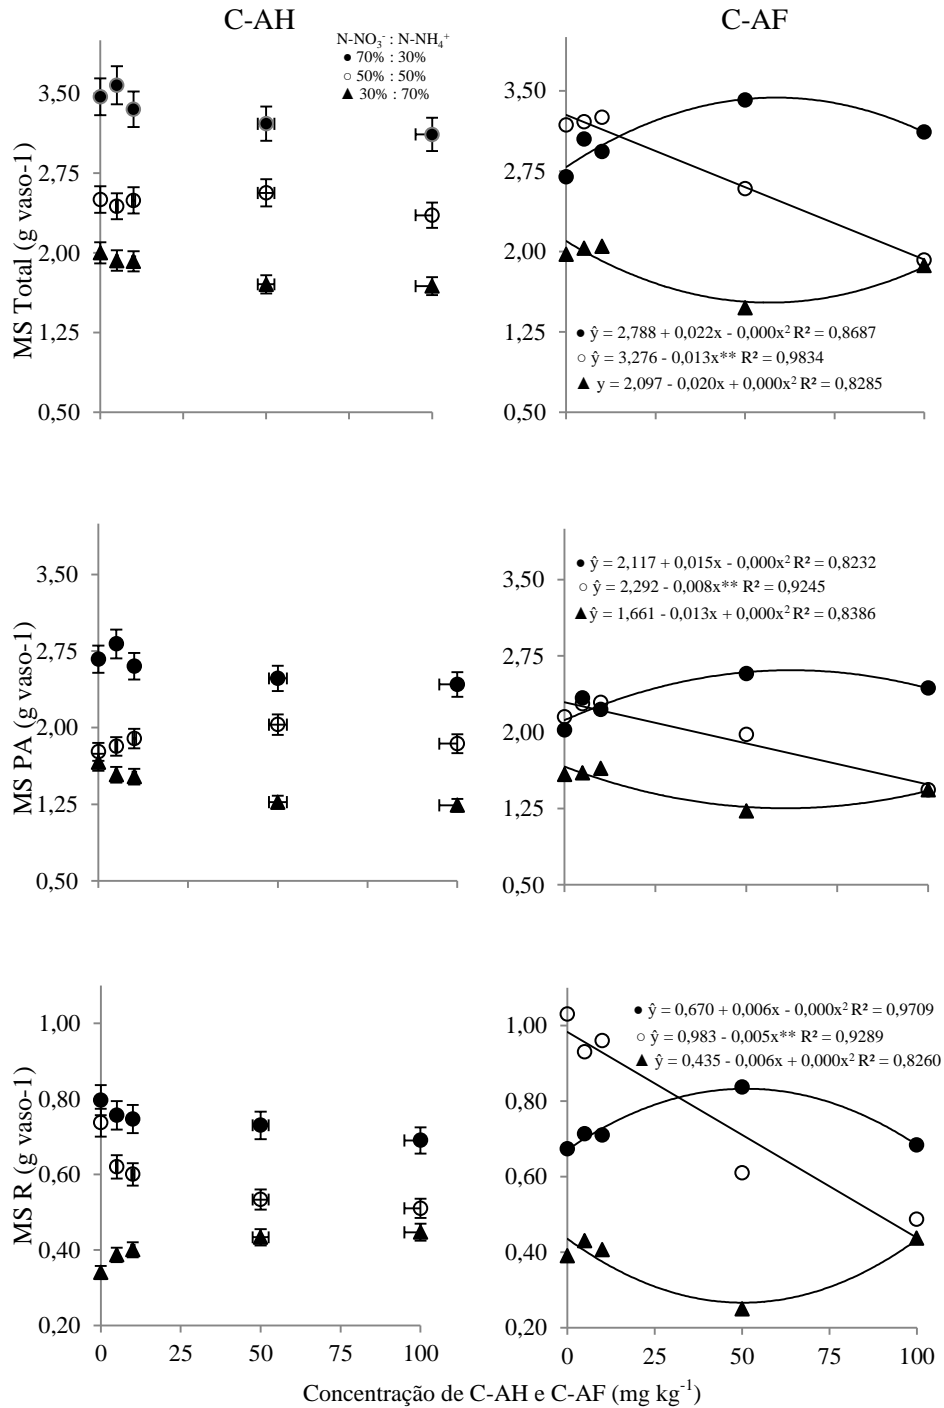 C-AH
C-AF
N-NO₃⁻ : N-NH₄⁺
● 70% : 30%
○ 50% : 50%
▲ 30% : 70%
MS Total (g vaso-1)
3,50
2,75
2,00
1,25
0,50
3,50
2,75
2,00
1,25
0,50
● ŷ = 2,788 + 0,022x - 0,000x² R² = 0,8687
○ ŷ = 3,276 - 0,013x** R² = 0,9834
▲ y = 2,097 - 0,020x + 0,000x² R² = 0,8285
MS PA (g vaso-1)
3,50
2,75
2,00
1,25
0,50
3,50
2,75
2,00
1,25
0,50
● ŷ = 2,117 + 0,015x - 0,000x² R² = 0,8232
○ ŷ = 2,292 - 0,008x** R² = 0,9245
▲ ŷ = 1,661 - 0,013x + 0,000x² R² = 0,8386
MS R (g vaso-1)
1,00
0,80
0,60
0,40
0,20
0 25 50 75 100
1,00
0,80
0,60
0,40
0,20
0 25 50 75 100
● ŷ = 0,670 + 0,006x - 0,000x² R² = 0,9709
○ ŷ = 0,983 - 0,005x** R² = 0,9289
▲ ŷ = 0,435 - 0,006x + 0,000x² R² = 0,8260
Concentração de C-AH e C-AF (mg kg⁻¹)